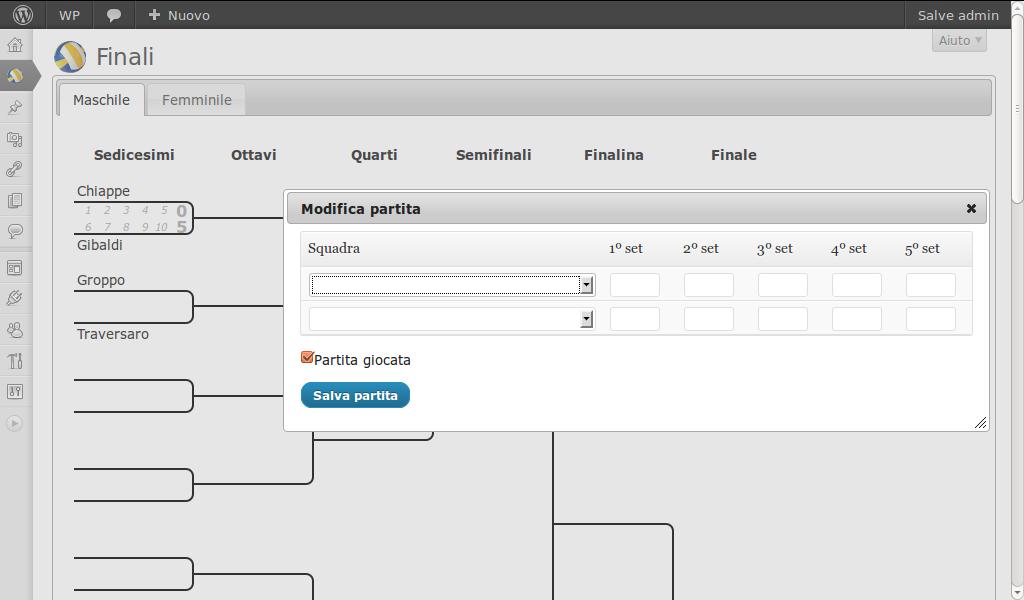 WP
Nuovo
Salve admin
Aiuto
Finali
Maschile
Femminile
Sedicesimi Ottavi Quarti Semifinali Finalina Finale
Chiappe
1 2 3 4 5 0
6 7 8 9 10 5
Gibaldi
Groppo
Traversaro
Modifica partita
Squadra 1º set 2º set 3º set 4º set 5º set
Partita giocata
Salva partita